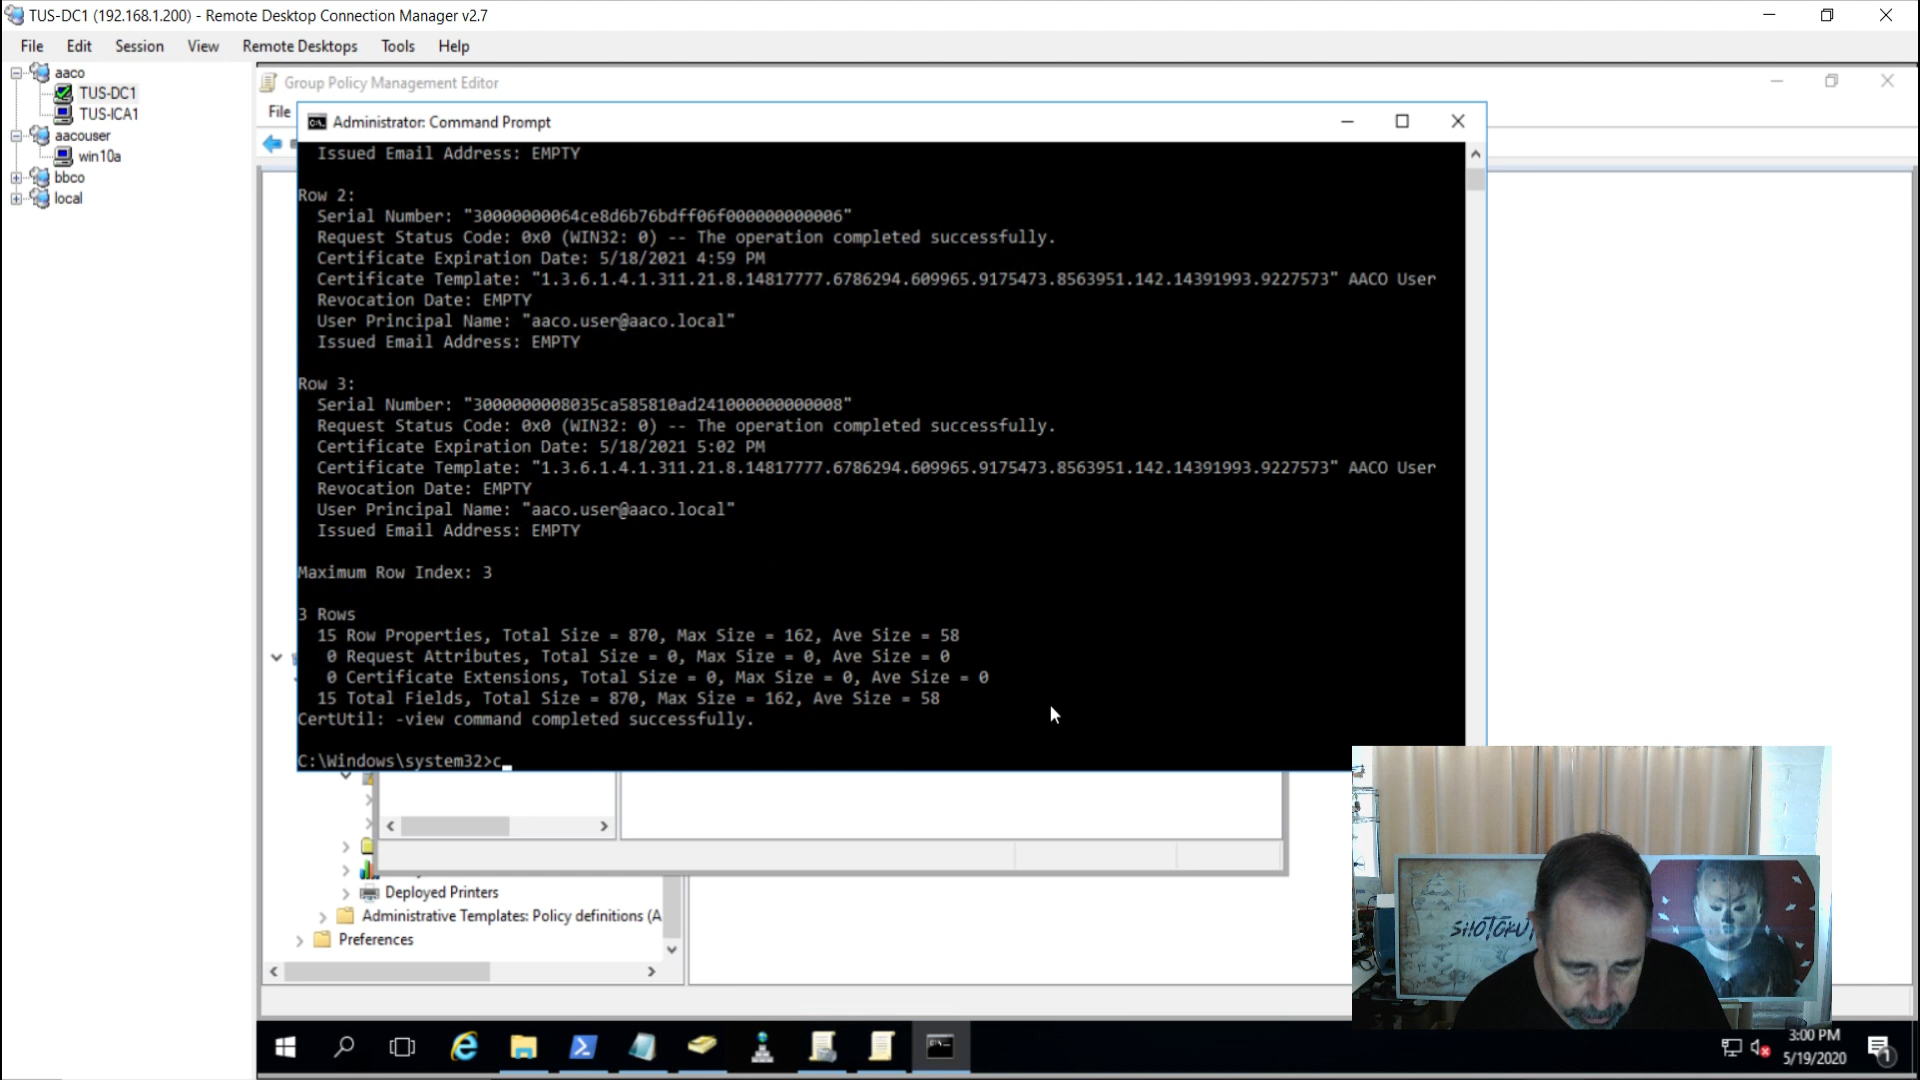 TUS-DC1 (192.168.1.200) - Remote Desktop Connection Manager v2.7
File Edit Session View Remote Desktops Tools Help
aaco
TUS-DC1
TUS-ICA1
aacouser
win10a
bbco
local
Group Policy Management Editor
File
Administrator: Command Prompt
Issued Email Address: EMPTY
Row 2:
Serial Number: "30000000064ce8d6b76bdff06f000000000006"
Request Status Code: 0x0 (WIN32: 0) -- The operation completed successfully.
Certificate Expiration Date: 5/18/2021 4:59 PM
Certificate Template: "1.3.6.1.4.1.311.21.8.14817777.6786294.609965.9175473.8563951.142.14391993.9227573" AACO User
Revocation Date: EMPTY
User Principal Name: "aaco.user@aaco.local"
Issued Email Address: EMPTY
Row 3:
Serial Number: "3000000008035ca585810ad241000000000008"
Request Status Code: 0x0 (WIN32: 0) -- The operation completed successfully.
Certificate Expiration Date: 5/18/2021 5:02 PM
Certificate Template: "1.3.6.1.4.1.311.21.8.14817777.6786294.609965.9175473.8563951.142.14391993.9227573" AACO User
Revocation Date: EMPTY
User Principal Name: "aaco.user@aaco.local"
Issued Email Address: EMPTY
Maximum Row Index: 3
3 Rows
15 Row Properties, Total Size = 870, Max Size = 162, Ave Size = 58
0 Request Attributes, Total Size = 0, Max Size = 0, Ave Size = 0
0 Certificate Extensions, Total Size = 0, Max Size = 0, Ave Size = 0
15 Total Fields, Total Size = 870, Max Size = 162, Ave Size = 58
CertUtil: -view command completed successfully.
C:\Windows\system32>c_
Deployed Printers
Administrative Templates: Policy definitions (A
Preferences
3:00 PM
5/19/2020
1